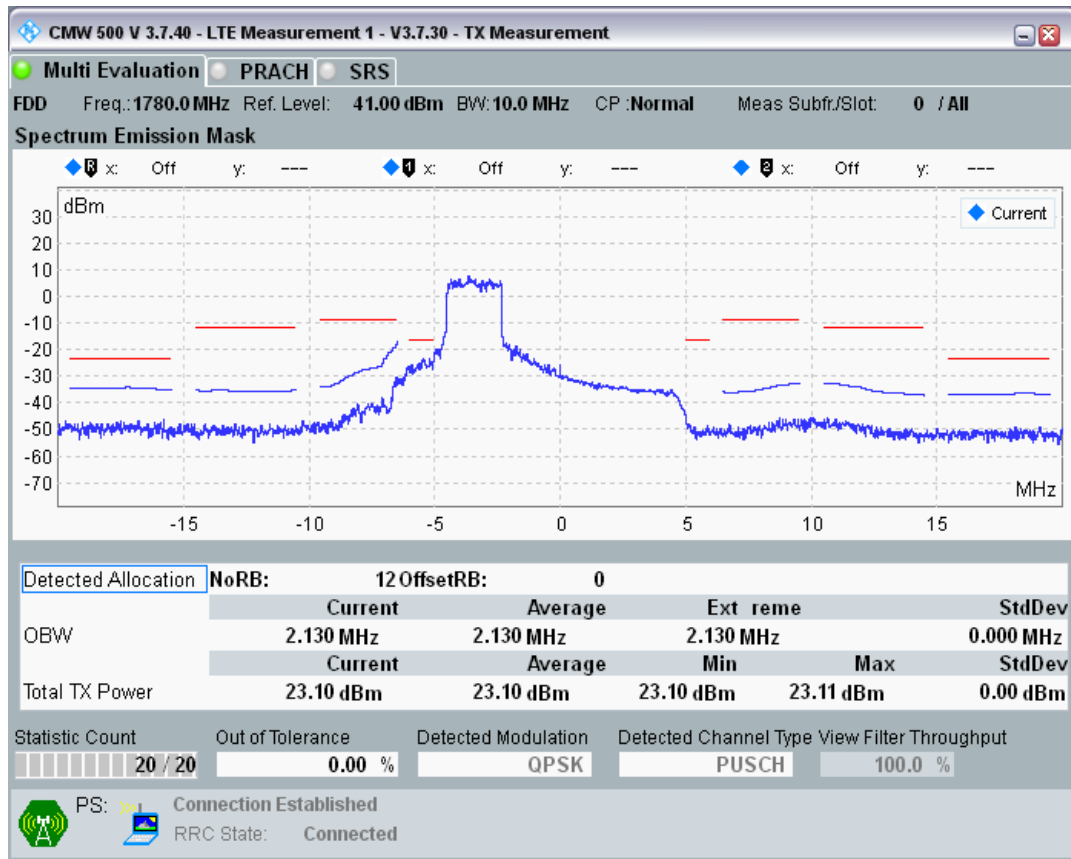 CMW 500 V 3.7.40 - LTE Measurement 1 - V3.7.30 - TX Measurement
Multi Evaluation PRACH SRS
FDD Freq.: 1780.0 MHz Ref. Level: 41.00 dBm BW: 10.0 MHz CP : Normal Meas Subfr./Slot: 0 / All
Spectrum Emission Mask
R x: Off y: --- 1 x: Off y: --- 2 x: Off y: ---
dBm
Current
30
20
10
0
-10
-20
-30
-40
-50
-60
-70
MHz
-15 -10 -5 0 5 10 15
Detected Allocation NoRB: 12 OffsetRB: 0
Current Average Ext reme StdDev
OBW 2.130 MHz 2.130 MHz 2.130 MHz 0.000 MHz
Current Average Min Max StdDev
Total TX Power 23.10 dBm 23.10 dBm 23.10 dBm 23.11 dBm 0.00 dBm
Statistic Count Out of Tolerance Detected Modulation Detected Channel Type View Filter Throughput
20 / 20 0.00 % QPSK PUSCH 100.0 %
PS: Connection Established
RRC State: Connected